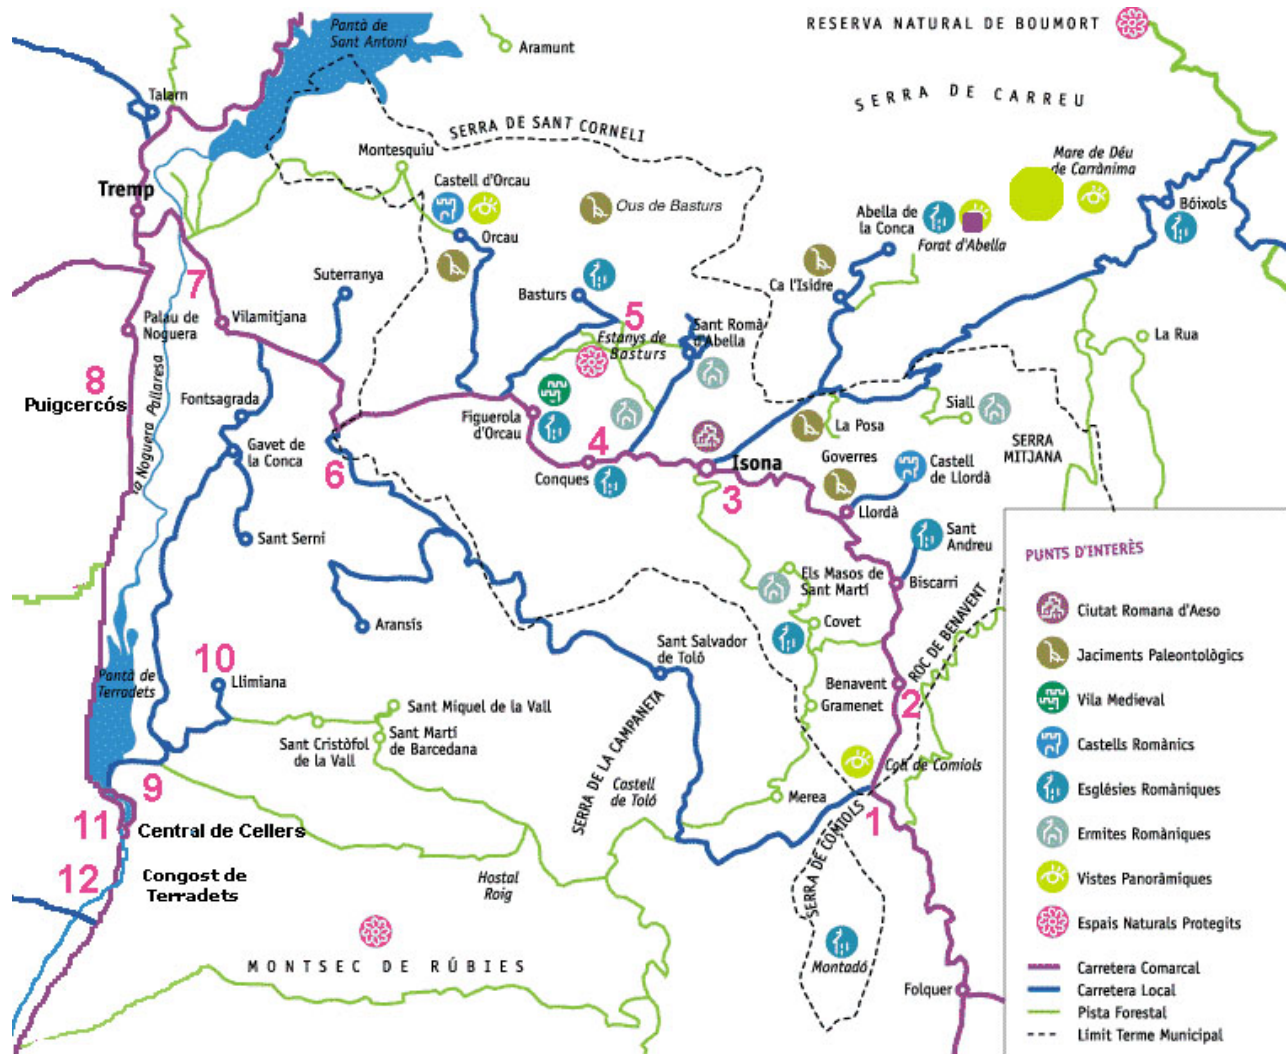 RESERVA NATURAL DE BOUMORT
Pantà de
Sant Antoni
Aramunt
SERRA DE CARREU
Talarn
SERRA DE SANT CORNELI
Montesquiu
Mare de Déu
de Carrànima
Tremp
Castell d'Orcau
Ous de Basturs
Abella de
la Conca
Bóixols
Orcau
Forat d'Abella
7
Suterranya
Basturs
Ca l'Isidre
Palau de
Noguera
Vilamitjana
5
Estanys de
Basturs
Sant Romà
d'Abella
La Rua
8
Puigcercós
la Noguera Pallaresa
Fontsagrada
Figuerola
d'Orcau
La Posa
Siall
SERRA
MITJANA
Gavet de
la Conca
6
4
Conques
Isona
3
Goverres
Castell
de Llordà
Llordà
Sant Serni
Sant
Andreu
Els Masos de
Sant Martí
Biscarri
Aransís
Covet
ROC DE BENAVENT
Sant Salvador
de Toló
10
Llimiana
Pantà de
Terradets
Benavent
2
Gramenet
Sant Miquel de la Vall
Sant Cristòfol
de la Vall
Sant Martí
de Barcedana
SERRA DE LA CAMPANETA
Coll de Comiols
9
Castell
de Toló
Merea
1
11
Central de Cellers
SERRA DE COMIOLS
12
Congost de
Terradets
Hostal
Roig
Montadó
MONTSEC DE RÚBIES
Folquer
PUNTS D'INTERÈS
Ciutat Romana d'Aeso
Jaciments Paleontològics
Vila Medieval
Castells Romànics
Esglésies Romàniques
Ermites Romàniques
Vistes Panoràmiques
Espais Naturals Protegits
Carretera Comarcal
Carretera Local
Pista Forestal
Límit Terme Municipal